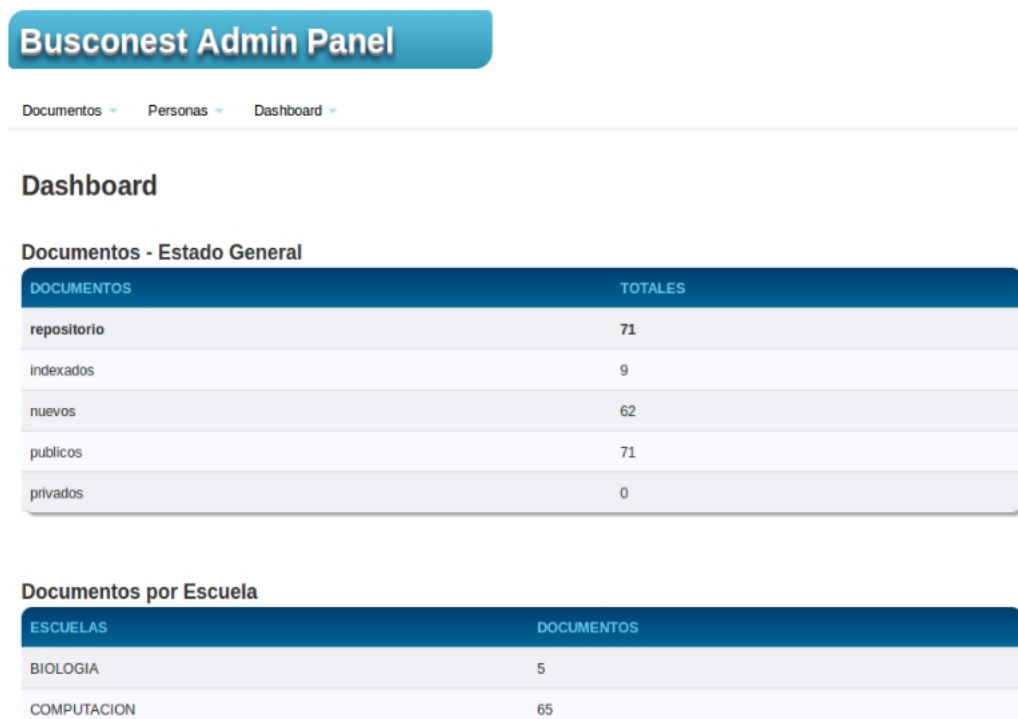 Busconest Admin Panel
Documentos Personas Dashboard
Dashboard
Documentos - Estado General
DOCUMENTOS TOTALES
repositorio 71
indexados 9
nuevos 62
publicos 71
privados 0
Documentos por Escuela
ESCUELAS DOCUMENTOS
BIOLOGIA 5
COMPUTACION 65